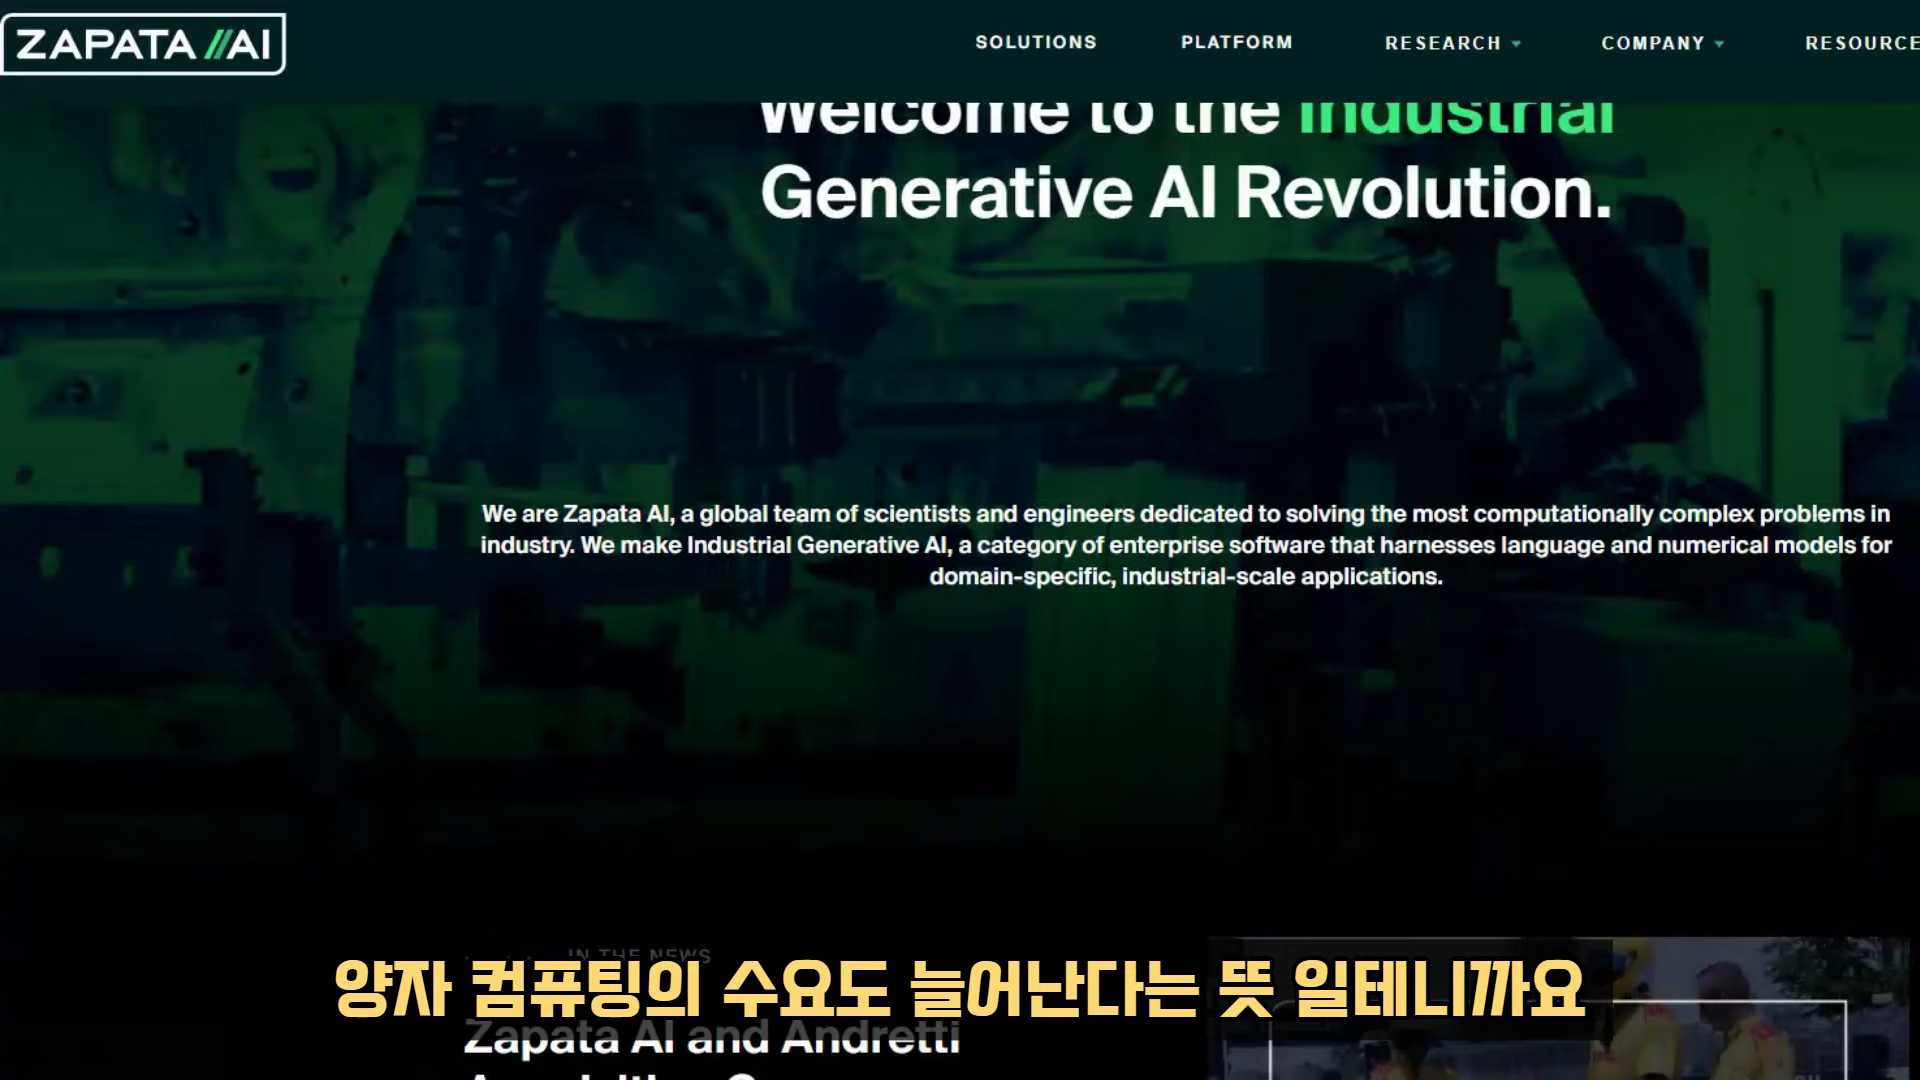 ZAPATA //AI
SOLUTIONS
PLATFORM
RESEARCH
COMPANY
RESOURCE
Welcome to the Industrial
Generative AI Revolution.
We are Zapata AI, a global team of scientists and engineers dedicated to solving the most computationally complex problems in
industry. We make Industrial Generative AI, a category of enterprise software that harnesses language and numerical models for
domain-specific, industrial-scale applications.
IN THE NEWS
양자 컴퓨팅의 수요도 늘어난다는 뜻 일테니까요
Zapata AI and Andretti